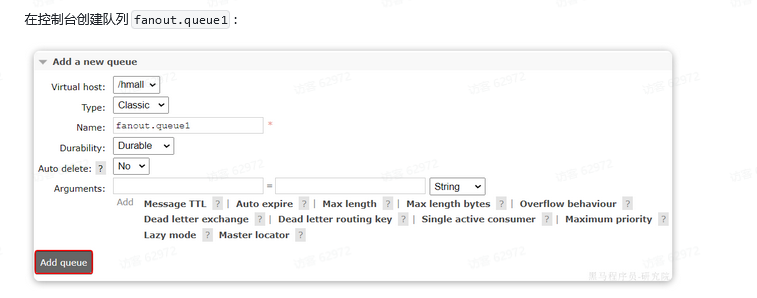 在控制台创建队列 fanout.queue1：
Add a new queue
Virtual host: /hmall
Type: Classic
Name: fanout.queue1 *
Durability: Durable
Auto delete: ? No
Arguments: = String
Add Message TTL ? | Auto expire ? | Max length ? | Max length bytes ? | Overflow behaviour ? |
Dead letter exchange ? | Dead letter routing key ? | Single active consumer ? | Maximum priority ? |
Lazy mode ? Master locator ?
Add queue
访客 62972
黑马程序员-研究院